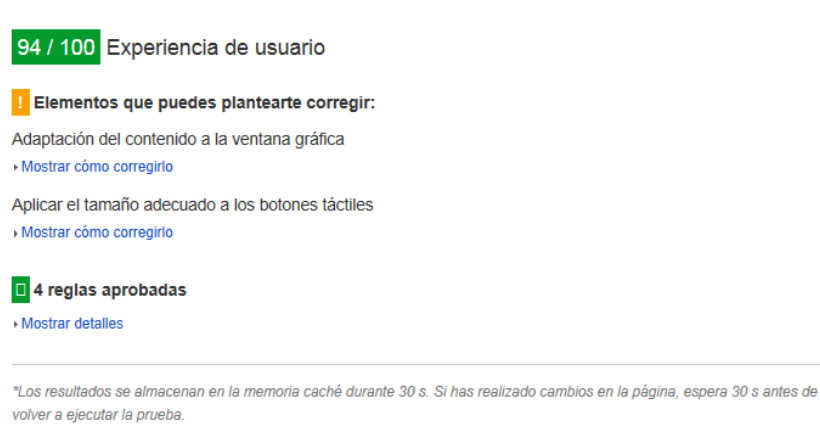 94 / 100 Experiencia de usuario
! Elementos que puedes plantearte corregir:
Adaptación del contenido a la ventana gráfica
Mostrar cómo corregirlo
Aplicar el tamaño adecuado a los botones táctiles
Mostrar cómo corregirlo
4 reglas aprobadas
Mostrar detalles
*Los resultados se almacenan en la memoria caché durante 30 s. Si has realizado cambios en la página, espera 30 s antes de
volver a ejecutar la prueba.